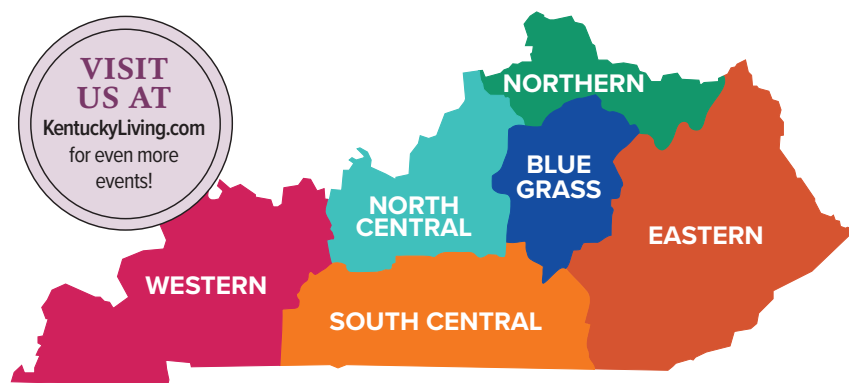 VISIT
US AT
KentuckyLiving.com
for even more
events!
NORTHERN
BLUE
GRASS
NORTH
CENTRAL
EASTERN
WESTERN
SOUTH CENTRAL